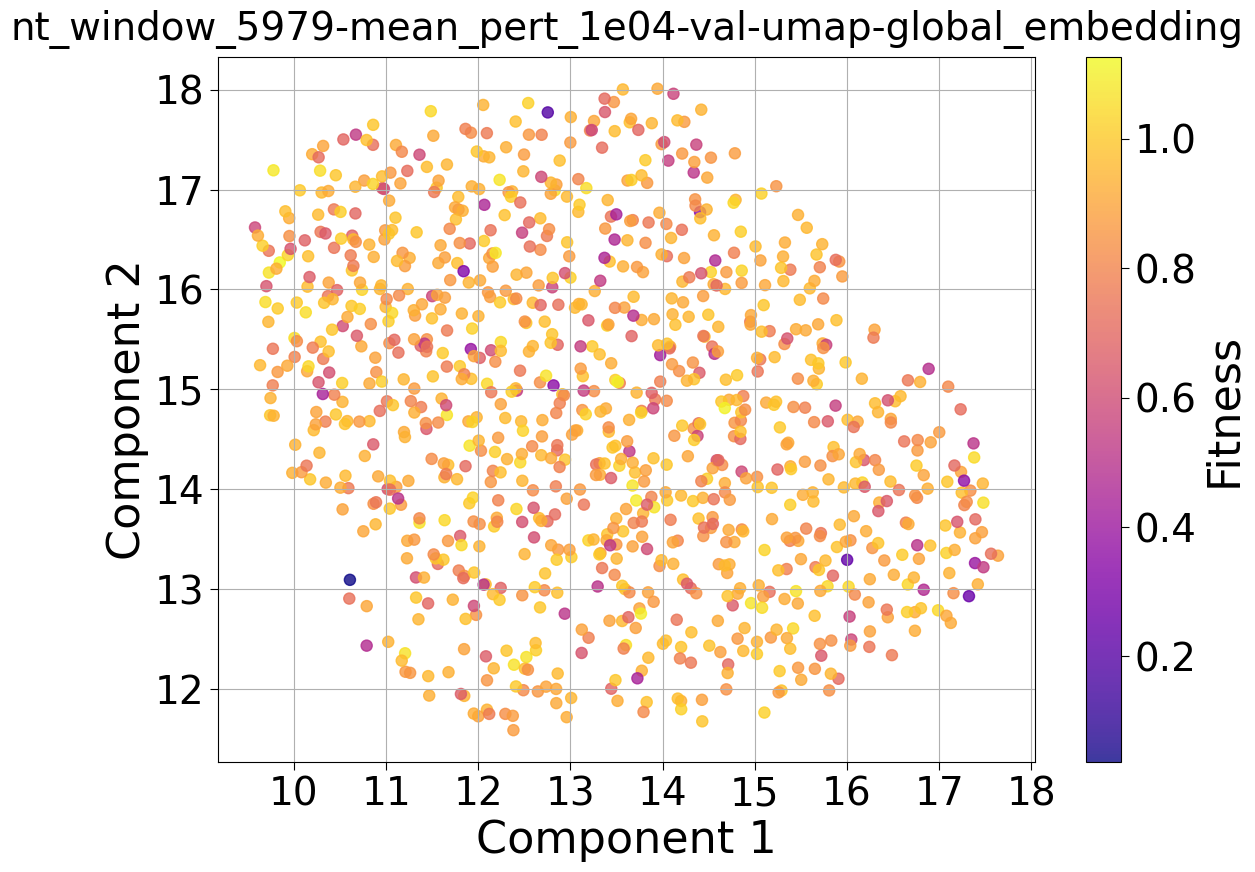 nt_window_5979-mean_pert_1e04-val-umap-global_embedding
18
17
16
15
14
13
12
Component 2
10 11 12 13 14 15 16 17 18
Component 1
1.0
0.8
0.6
0.4
0.2
Fitness